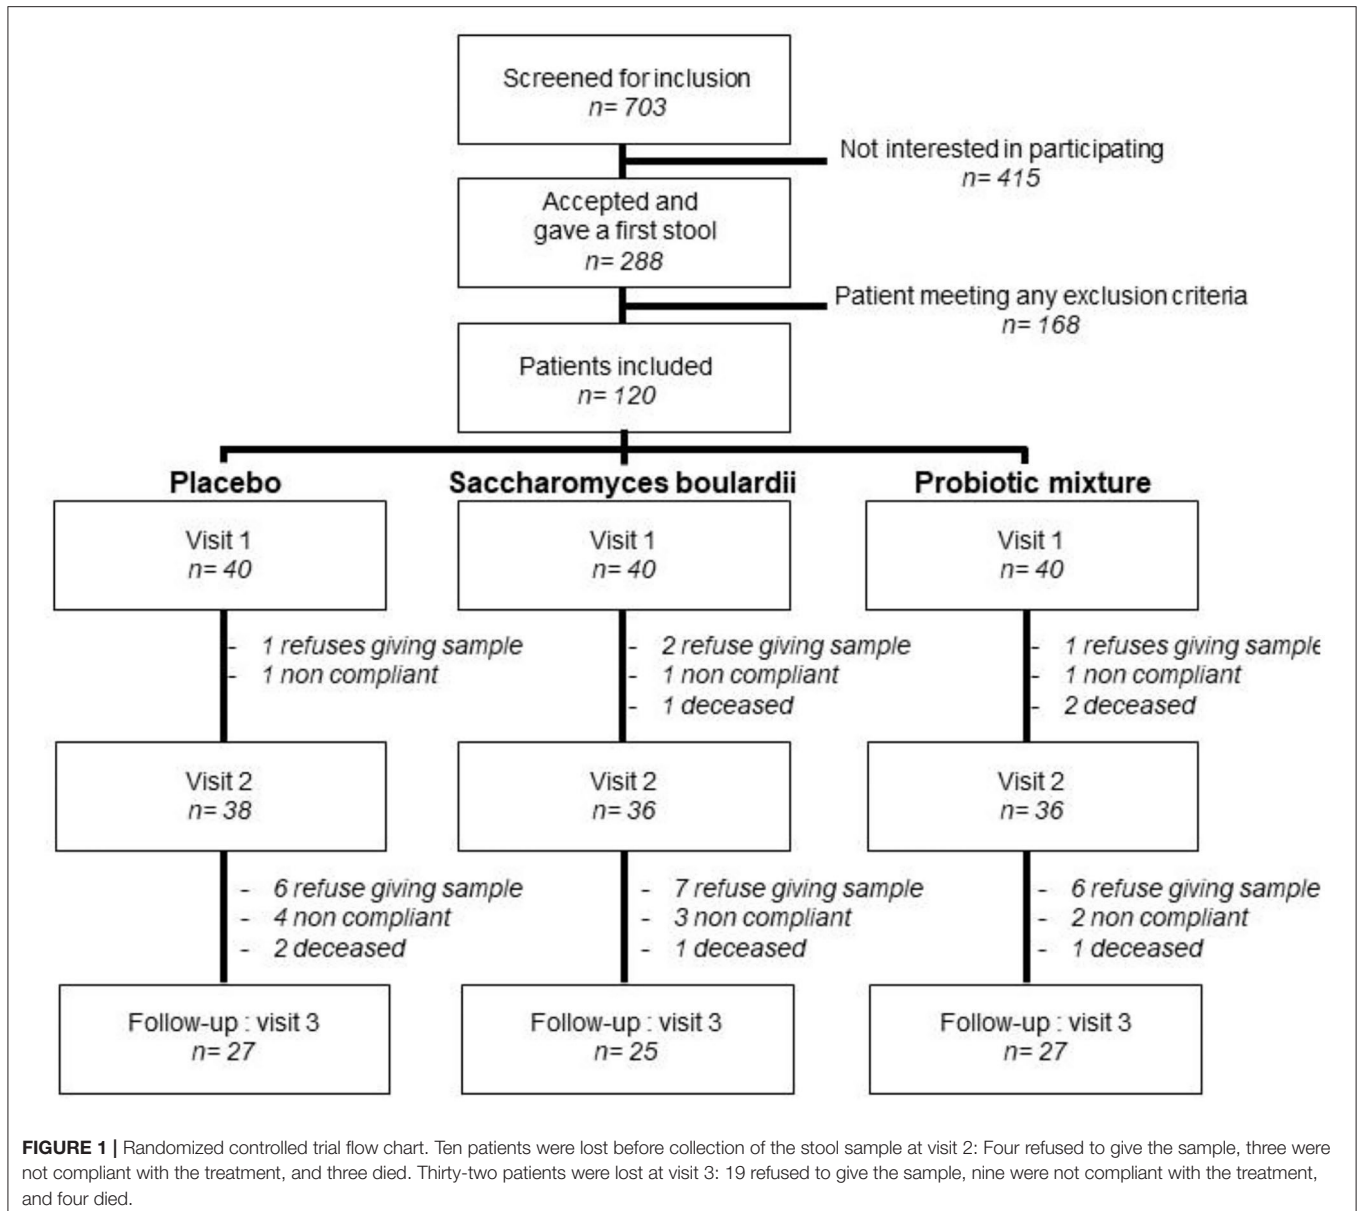 Screened for inclusion
n= 703
Not interested in participating
n= 415
Accepted and
gave a first stool
n= 288
Patient meeting any exclusion criteria
n= 168
Patients included
n= 120
Placebo
Saccharomyces boulardii
Probiotic mixture
Visit 1
n= 40
Visit 1
n= 40
Visit 1
n= 40
- 1 refuses giving sample
- 1 non compliant
- 2 refuse giving sample
- 1 non compliant
- 1 deceased
- 1 refuses giving sample
- 1 non compliant
- 2 deceased
Visit 2
n= 38
Visit 2
n= 36
Visit 2
n= 36
- 6 refuse giving sample
- 4 non compliant
- 2 deceased
- 7 refuse giving sample
- 3 non compliant
- 1 deceased
- 6 refuse giving sample
- 2 non compliant
- 1 deceased
Follow-up : visit 3
n= 27
Follow-up : visit 3
n= 25
Follow-up : visit 3
n= 27
FIGURE 1 | Randomized controlled trial flow chart. Ten patients were lost before collection of the stool sample at visit 2: Four refused to give the sample, three were
not compliant with the treatment, and three died. Thirty-two patients were lost at visit 3: 19 refused to give the sample, nine were not compliant with the treatment,
and four died.